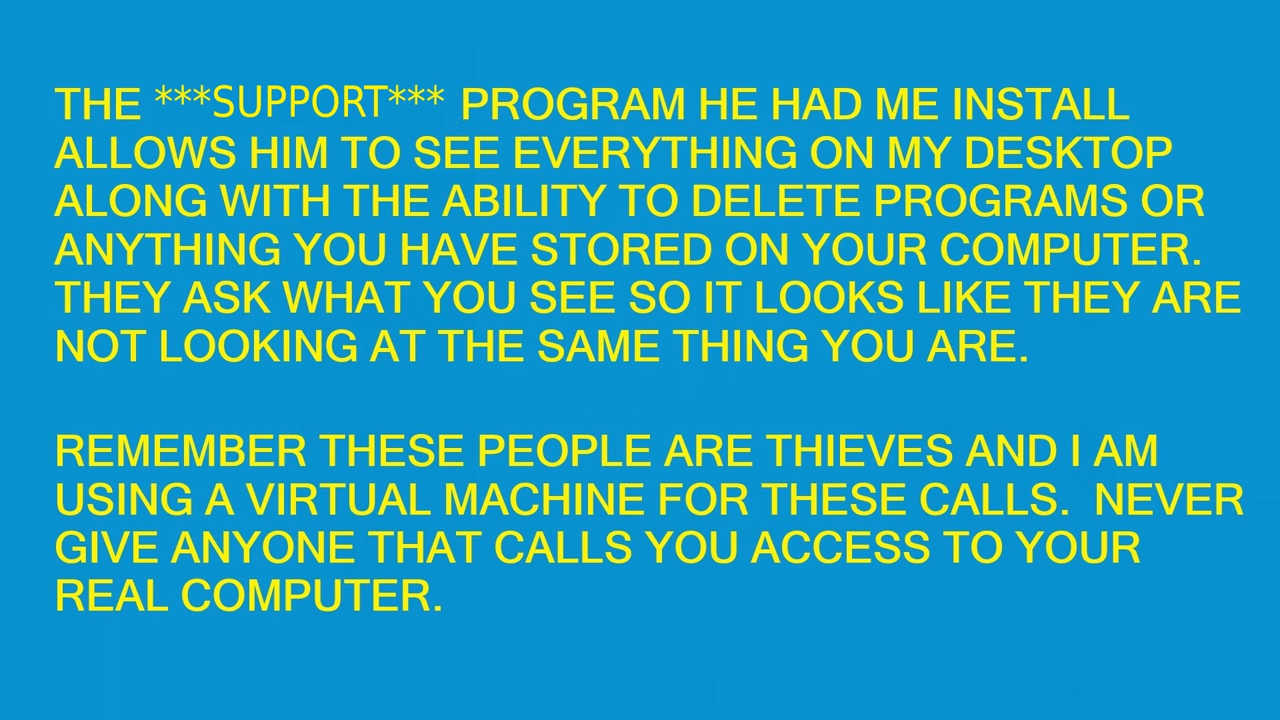 THE ***SUPPORT*** PROGRAM HE HAD ME INSTALL
ALLOWS HIM TO SEE EVERYTHING ON MY DESKTOP
ALONG WITH THE ABILITY TO DELETE PROGRAMS OR
ANYTHING YOU HAVE STORED ON YOUR COMPUTER.
THEY ASK WHAT YOU SEE SO IT LOOKS LIKE THEY ARE
NOT LOOKING AT THE SAME THING YOU ARE.
REMEMBER THESE PEOPLE ARE THIEVES AND I AM
USING A VIRTUAL MACHINE FOR THESE CALLS.  NEVER
GIVE ANYONE THAT CALLS YOU ACCESS TO YOUR
REAL COMPUTER.